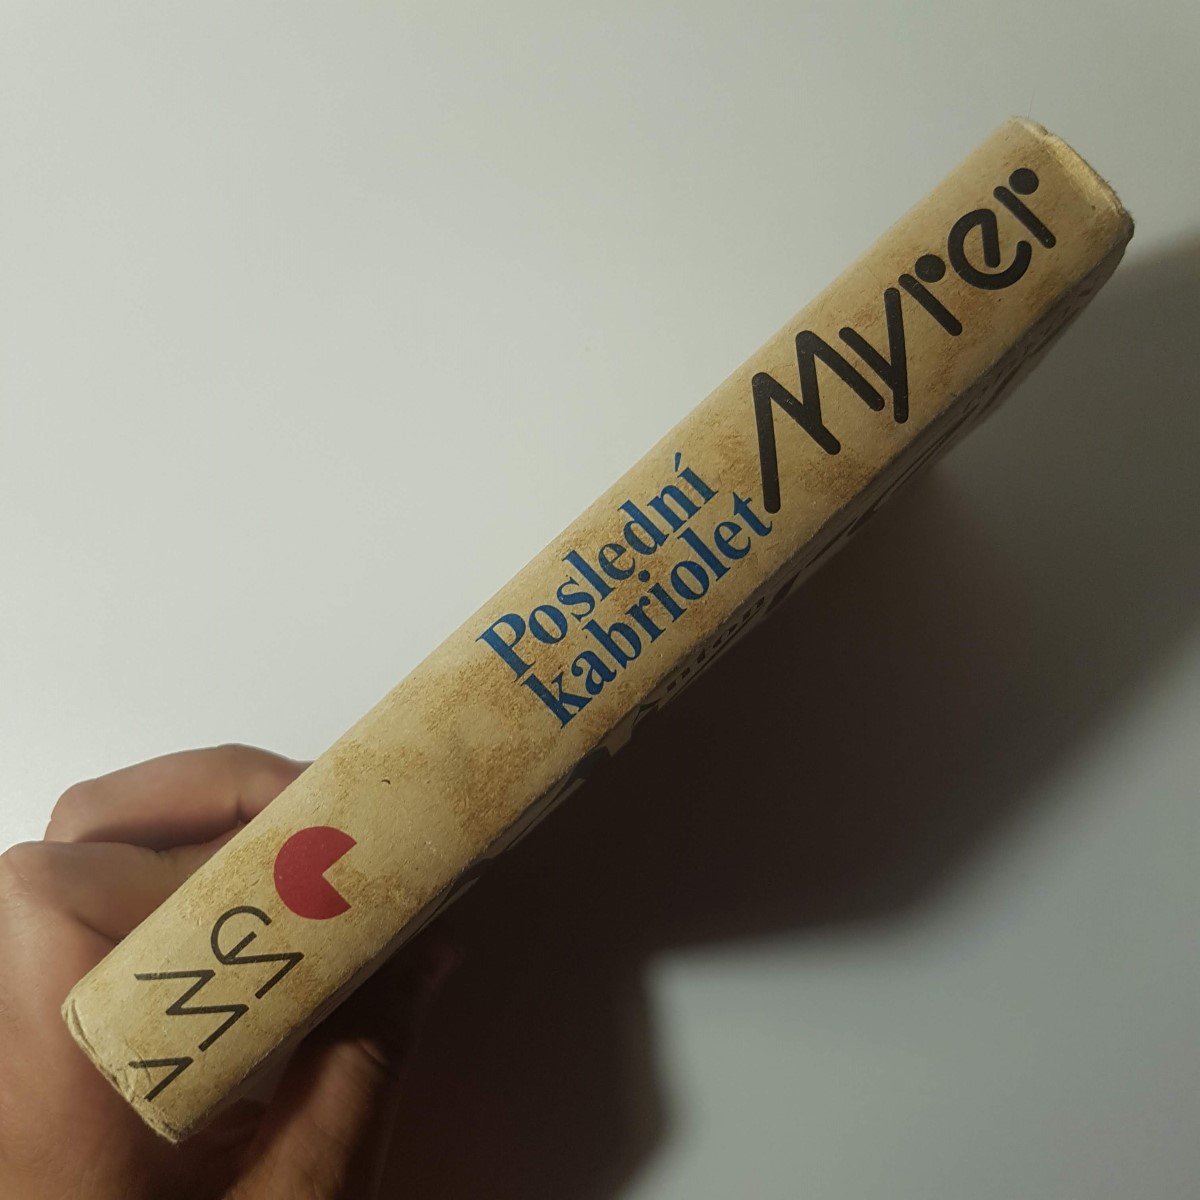 Myrer
Poslední
kabriolet